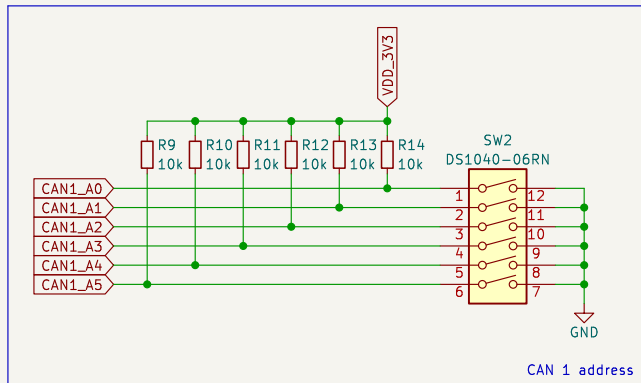 VDD_3V3
SW2
DS1040-06RN
R9 R10 R11 R12 R13 R14
10k 10k 10k 10k 10k 10k
CAN1_A0 1 12
CAN1_A1 2 11
CAN1_A2 3 10
CAN1_A3 4 9
CAN1_A4 5 8
CAN1_A5 6 7
GND
CAN 1 address